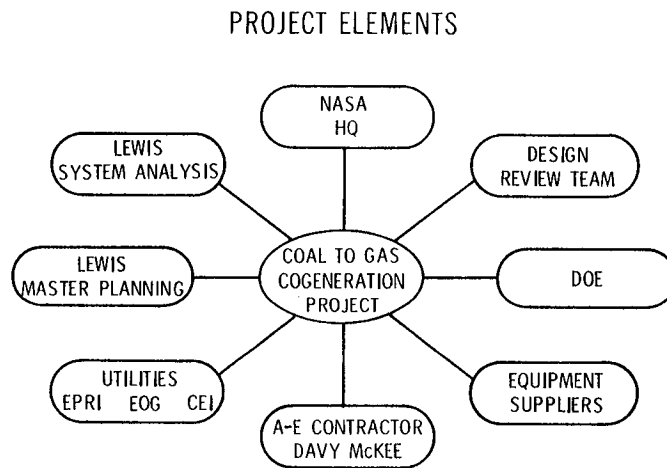 PROJECT ELEMENTS
NASA
HQ
LEWIS
SYSTEM ANALYSIS
DESIGN
REVIEW TEAM
COAL TO GAS
COGENERATION
PROJECT
LEWIS
MASTER PLANNING
DOE
UTILITIES
EPRI EOG CEI
EQUIPMENT
SUPPLIERS
A-E CONTRACTOR
DAVY McKEE